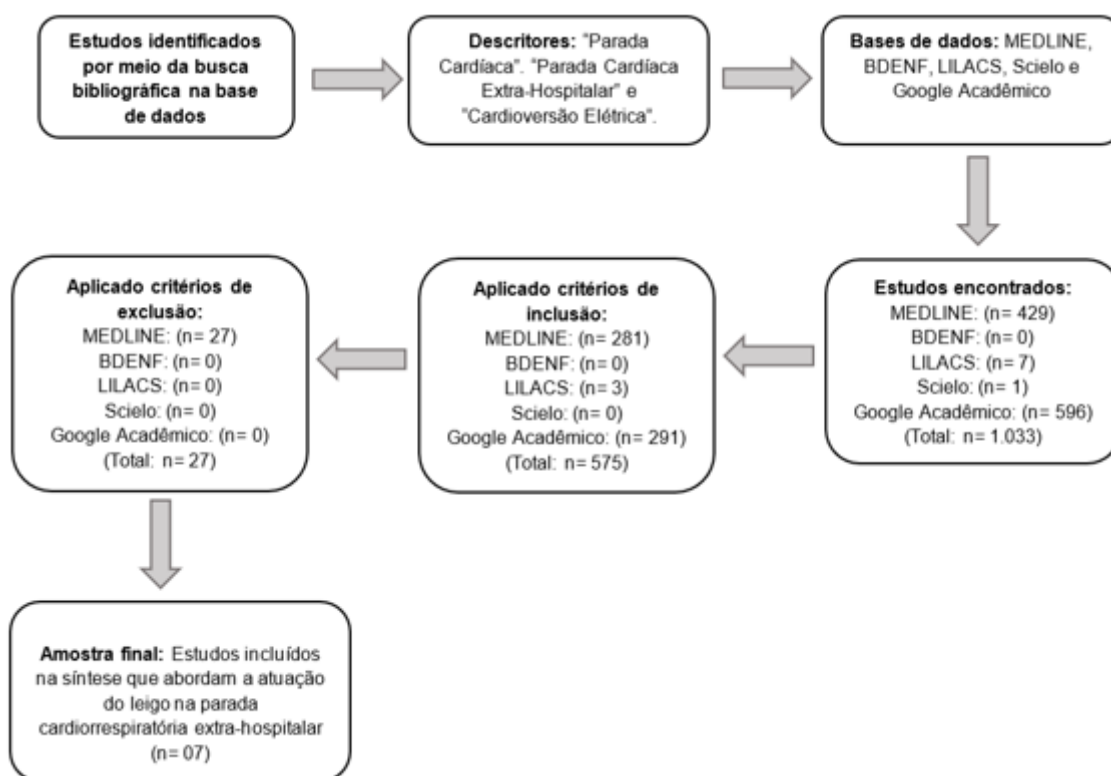 Estudos identificados
por meio da busca
bibliográfica na base
de dados
Descritores: "Parada
Cardíaca". "Parada Cardíaca
Extra-Hospitalar" e
"Cardioversão Elétrica".
Bases de dados: MEDLINE,
BDENF, LILACS, Scielo e
Google Acadêmico
Estudos encontrados:
MEDLINE: (n= 429)
BDENF: (n= 0)
LILACS: (n= 7)
Scielo: (n= 1)
Google Acadêmico: (n= 596)
(Total: n= 1.033)
Aplicado critérios de
inclusão:
MEDLINE: (n= 281)
BDENF: (n= 0)
LILACS: (n= 3)
Scielo: (n= 0)
Google Acadêmico: (n= 291)
(Total: n= 575)
Aplicado critérios de
exclusão:
MEDLINE: (n= 27)
BDENF: (n= 0)
LILACS: (n= 0)
Scielo: (n= 0)
Google Acadêmico: (n= 0)
(Total: n= 27)
Amostra final: Estudos incluídos
na síntese que abordam a atuação
do leigo na parada
cardiorrespiratória extra-hospitalar
(n= 07)